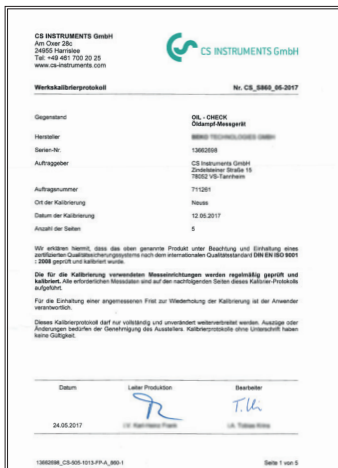 CS INSTRUMENTS GmbH
Am Oxer 28c
24955 Harrislee
Tel: +49 461 700 20 25
www.cs-instruments.com
CS INSTRUMENTS GmbH
Werkskalibrierprotokoll Nr. CS_S860_05-2017
Gegenstand OIL - CHECK
Öldampf-Messgerät
Hersteller
Serien-Nr. 13662698
Auftraggeber CS Instruments GmbH
Zindelsteiner Straße 15
78052 VS-Tannheim
Auftragsnummer 711261
Ort der Kalibrierung Neuss
Datum der Kalibrierung 12.05.2017
Anzahl der Seiten 5
Wir erklären hiermit, dass das oben genannte Produkt unter Beachtung und Einhaltung eines
zertifizierten Qualitätssicherungssystems nach dem internationalen Qualitätsstandard DIN EN ISO 9001
: 2008 geprüft und kalibriert wurde.
Die für die Kalibrierung verwendeten Messeinrichtungen werden regelmäßig geprüft und
kalibriert. Alle erforderlichen Messdaten sind auf den nachfolgenden Seiten dieses Kalibrier-Protokolls
aufgeführt.
Für die Einhaltung einer angemessenen Frist zur Wiederholung der Kalibrierung ist der Anwender
verantwortlich.
Dieses Kalibrierprotokoll darf nur vollständig und unverändert weiterverbreitet werden. Auszüge oder
Änderungen bedürfen der Genehmigung des Ausstellers. Kalibrierprotokolle ohne Unterschrift haben
keine Gültigkeit.
Datum Leiter Produktion Bearbeiter
24.05.2017
13662698_CS-505-1013-FP-A_860-1 Seite 1 von 5